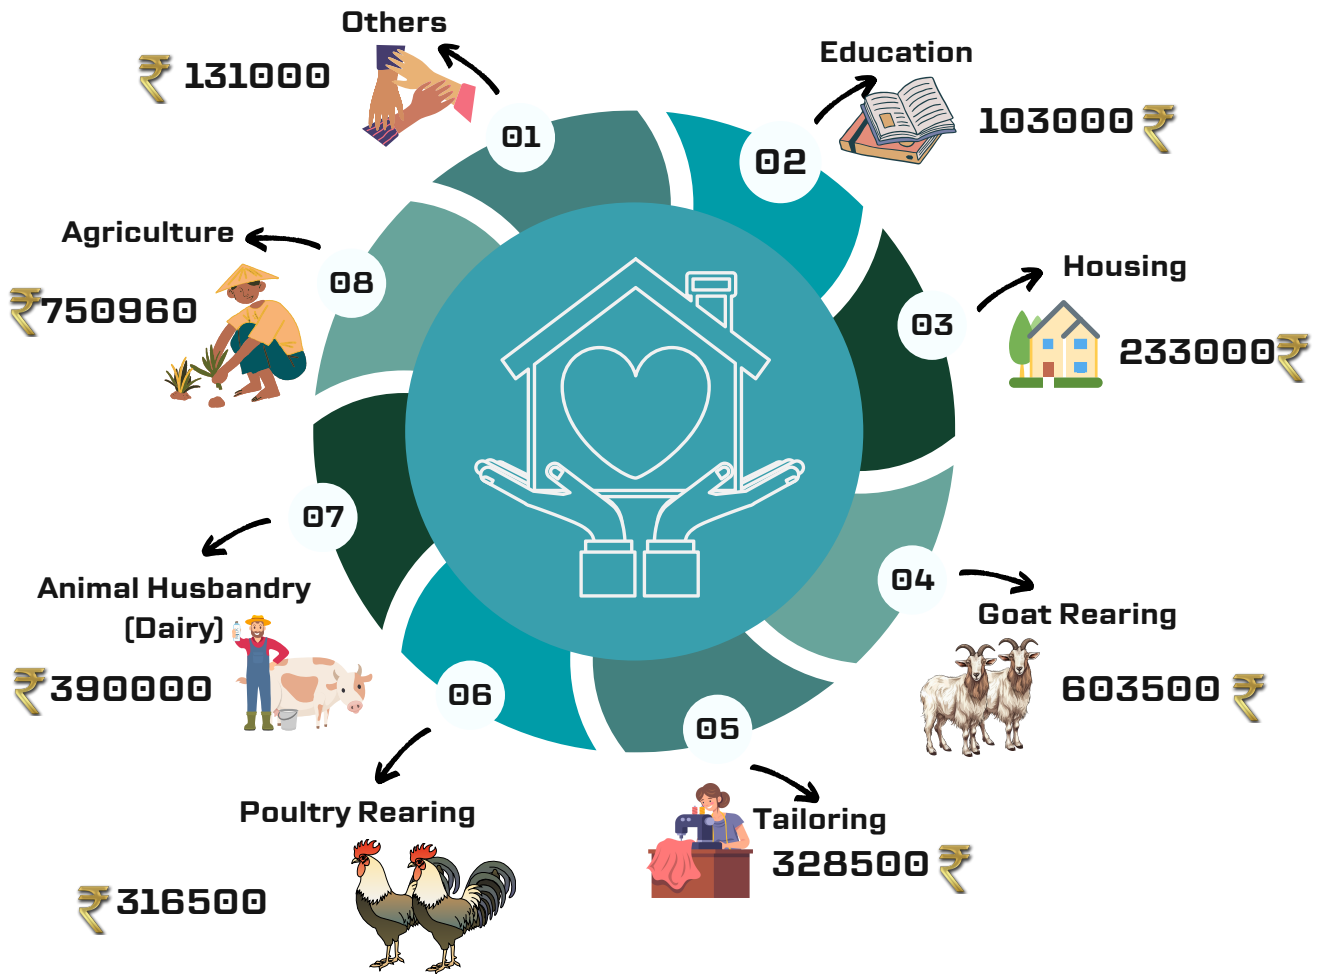 Others
₹ 131000
01
Education
103000 ₹
02
Housing
233000₹
03
04
Goat Rearing
603500 ₹
05
Tailoring
328500 ₹
06
Poultry Rearing
₹316500
07
Animal Husbandry
(Dairy)
₹390000
08
Agriculture
₹750960